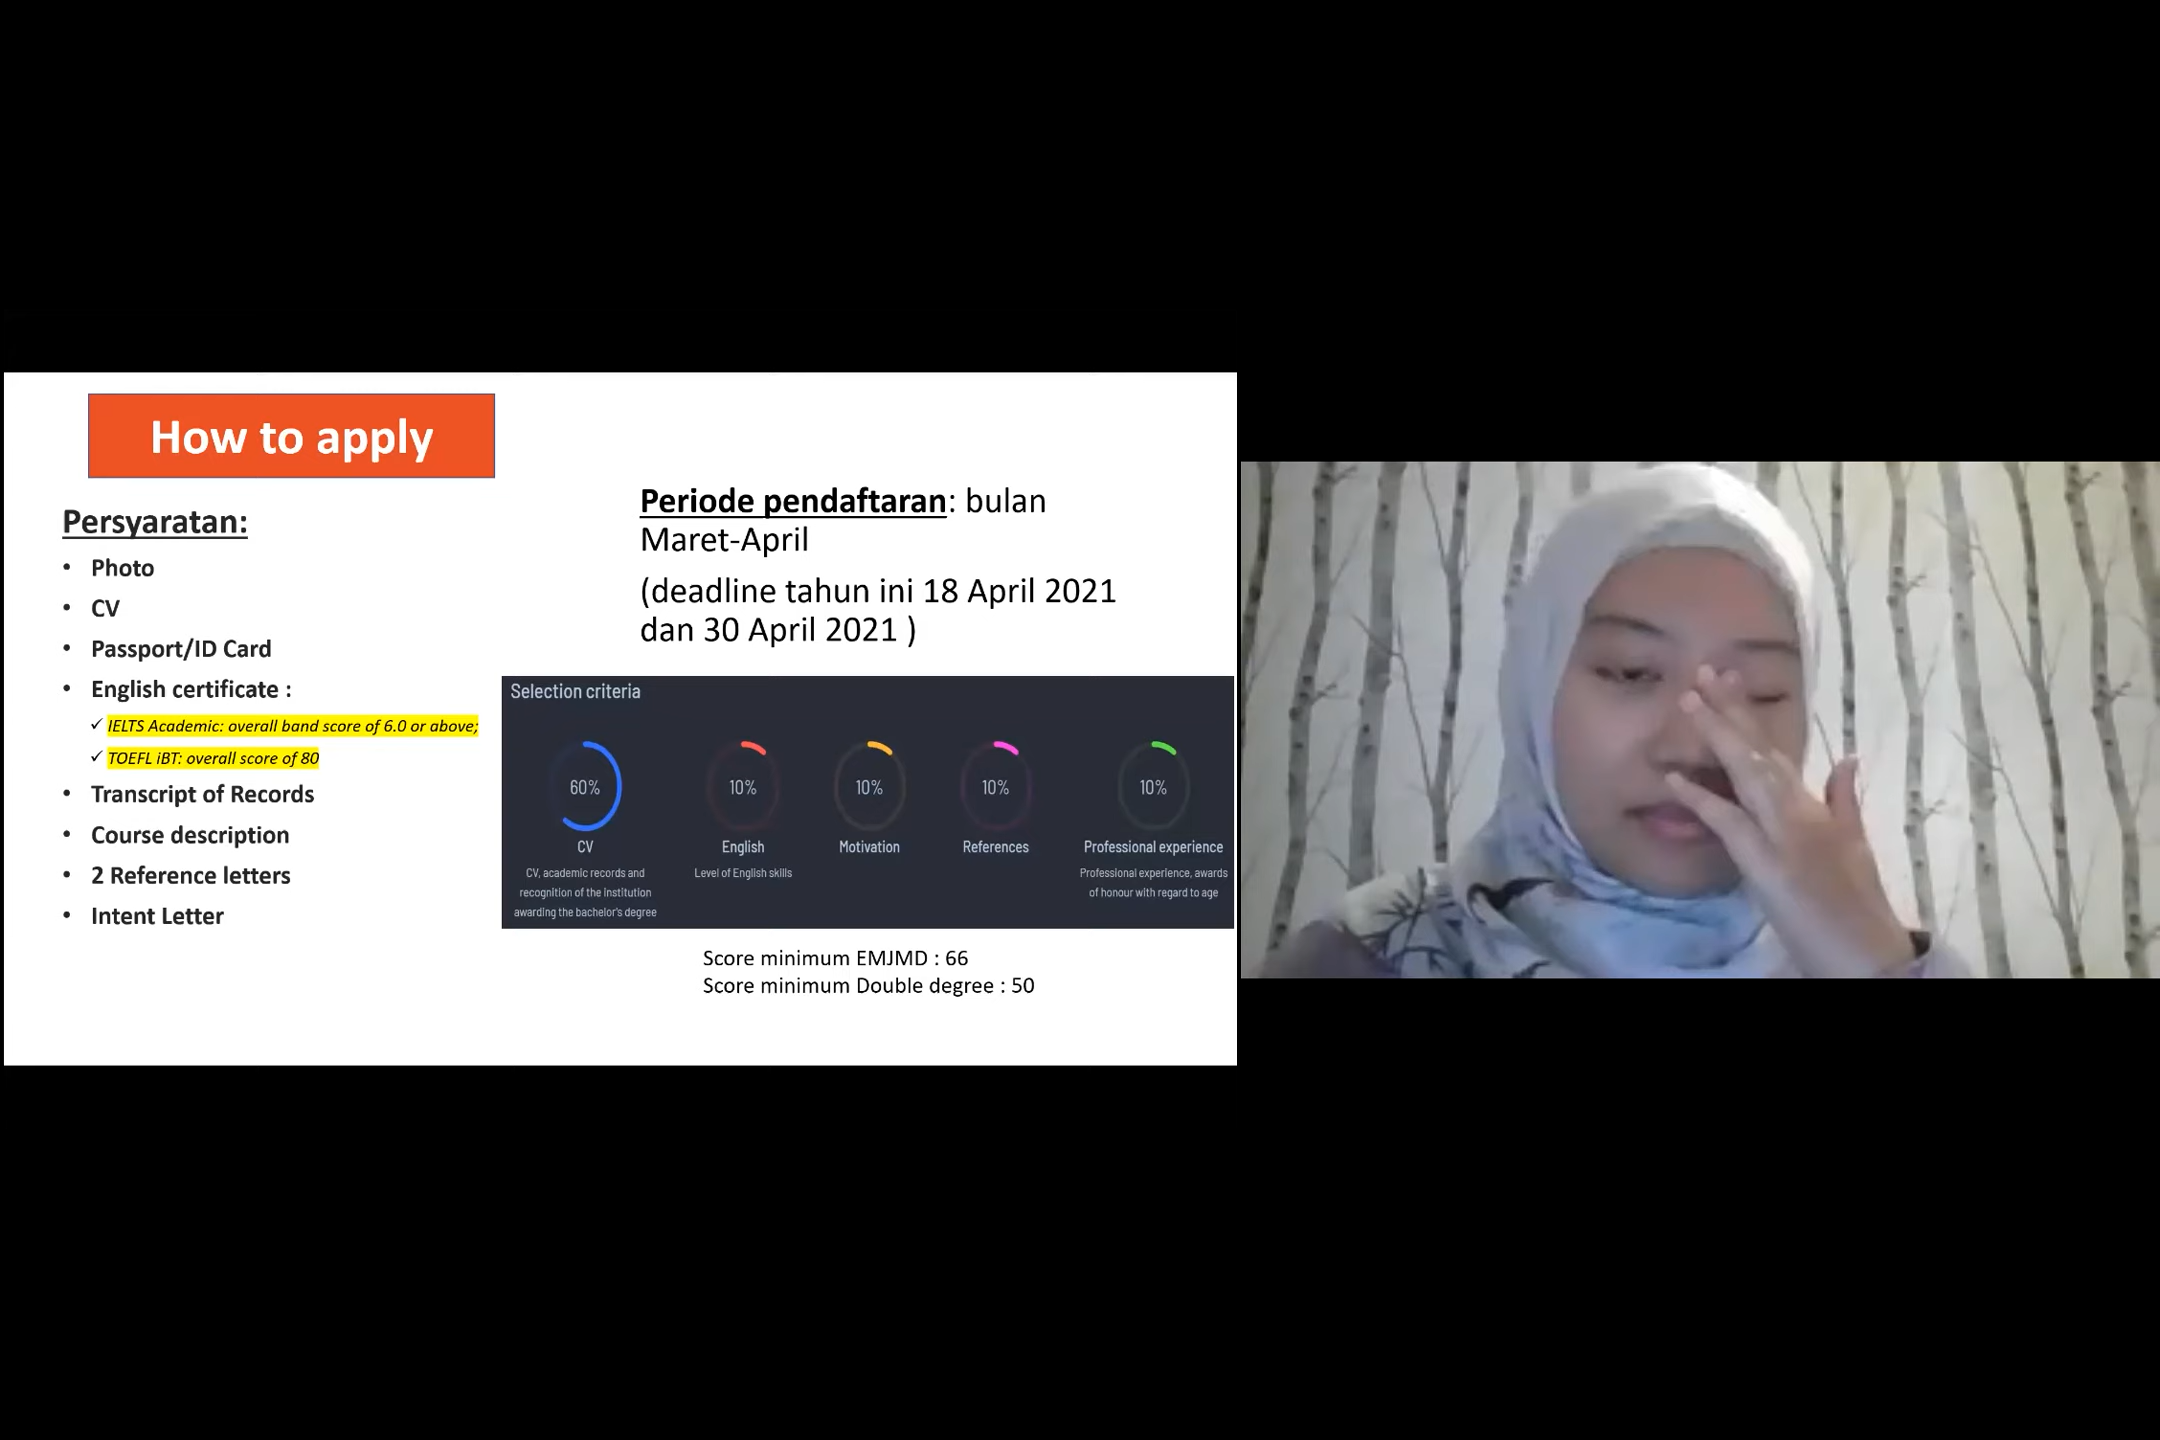 How to apply
Persyaratan:
• Photo
• CV
• Passport/ID Card
• English certificate :
✓ IELTS Academic: overall band score of 6.0 or above;
✓ TOEFL iBT: overall score of 80
• Transcript of Records
• Course description
• 2 Reference letters
• Intent Letter
Periode pendaftaran: bulan
Maret-April
(deadline tahun ini 18 April 2021
dan 30 April 2021 )
Selection criteria
60%
CV
CV, academic records and
recognition of the institution
awarding the bachelor's degree
10%
English
Level of English skills
10%
Motivation
10%
References
10%
Professional experience
Professional experience, awards
of honour with regard to age
Score minimum EMJMD : 66
Score minimum Double degree : 50